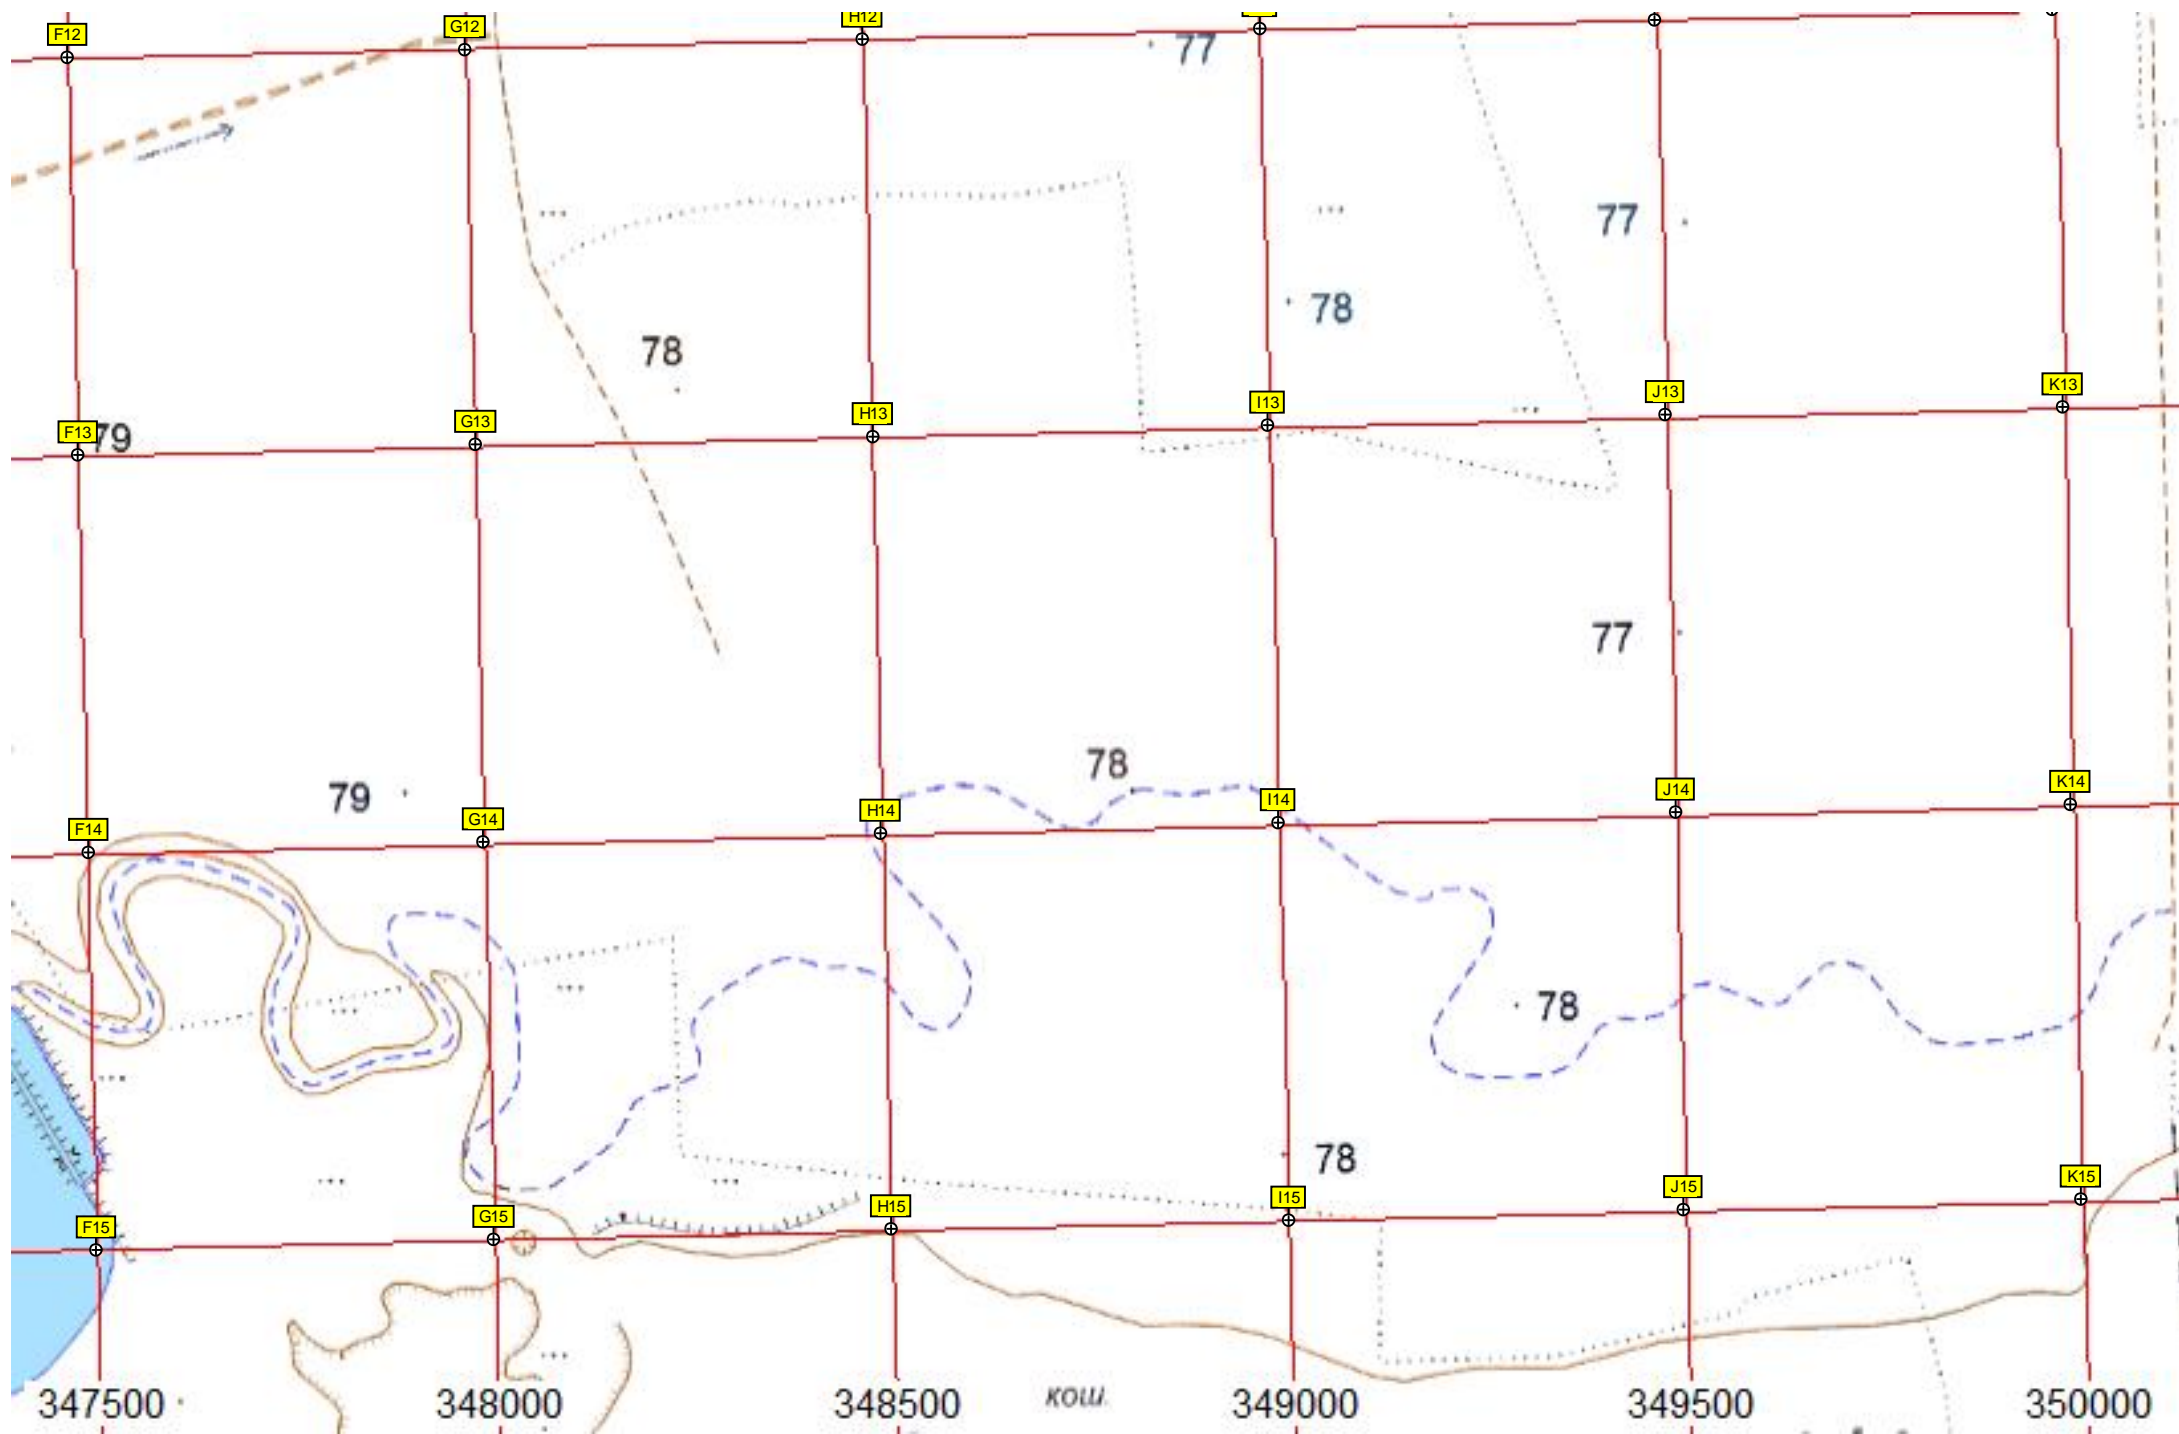 F12 G12 H12
77
77
78
78
F13 79 G13 H13 I13 J13 K13
77
78
79
F14 G14 H14 I14 J14 K14
78
78
F15 G15 H15 I15 J15 K15
347500 348000 348500 кош. 349000 349500 350000